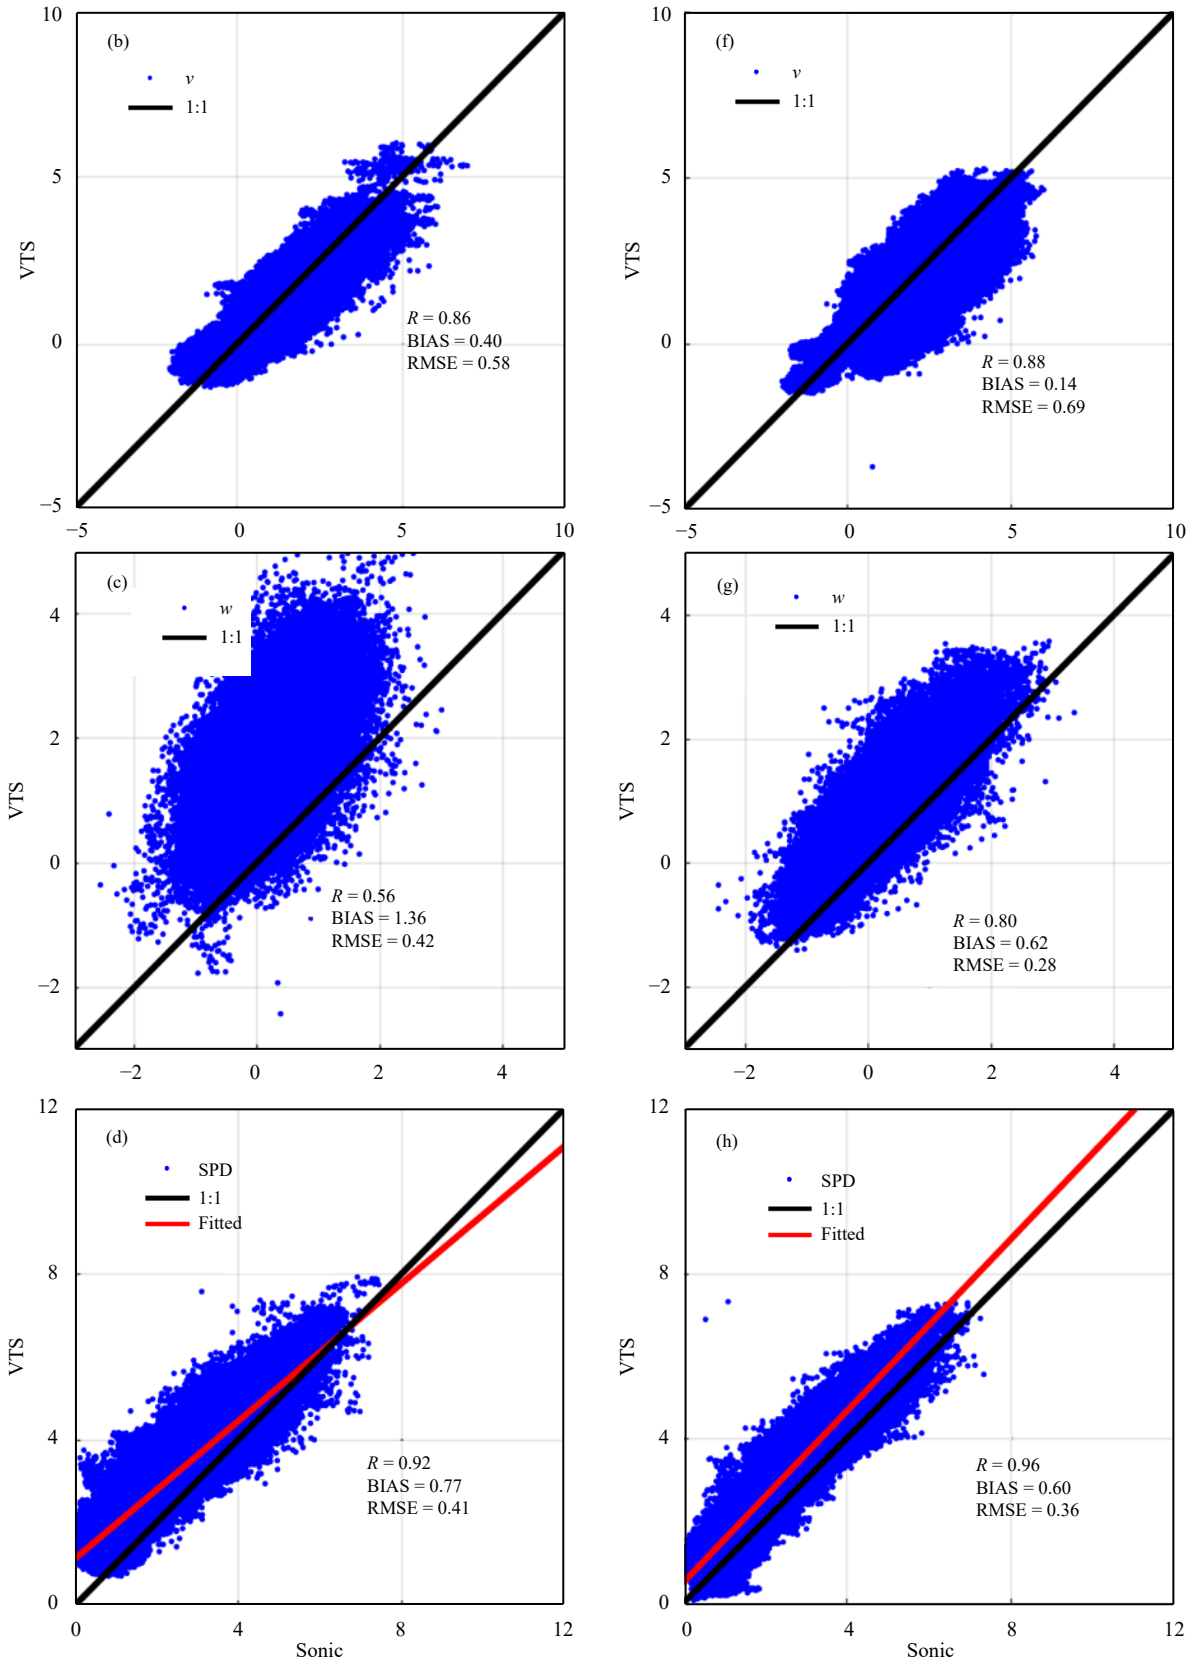 10
(b)
v
1:1
5
VTS
0
R = 0.86
BIAS = 0.40
RMSE = 0.58
−5
−5
0
5
10
10
(f)
v
1:1
5
VTS
0
R = 0.88
BIAS = 0.14
RMSE = 0.69
−5
−5
0
5
10
(c)
w
1:1
4
2
VTS
0
R = 0.56
BIAS = 1.36
RMSE = 0.42
−2
−2
0
2
4
(g)
w
1:1
4
2
VTS
0
R = 0.80
BIAS = 0.62
RMSE = 0.28
−2
−2
0
2
4
12
(d)
SPD
1:1
Fitted
8
VTS
4
R = 0.92
BIAS = 0.77
RMSE = 0.41
0
0
4
8
12
Sonic
12
(h)
SPD
1:1
Fitted
8
VTS
4
R = 0.96
BIAS = 0.60
RMSE = 0.36
0
0
4
8
12
Sonic